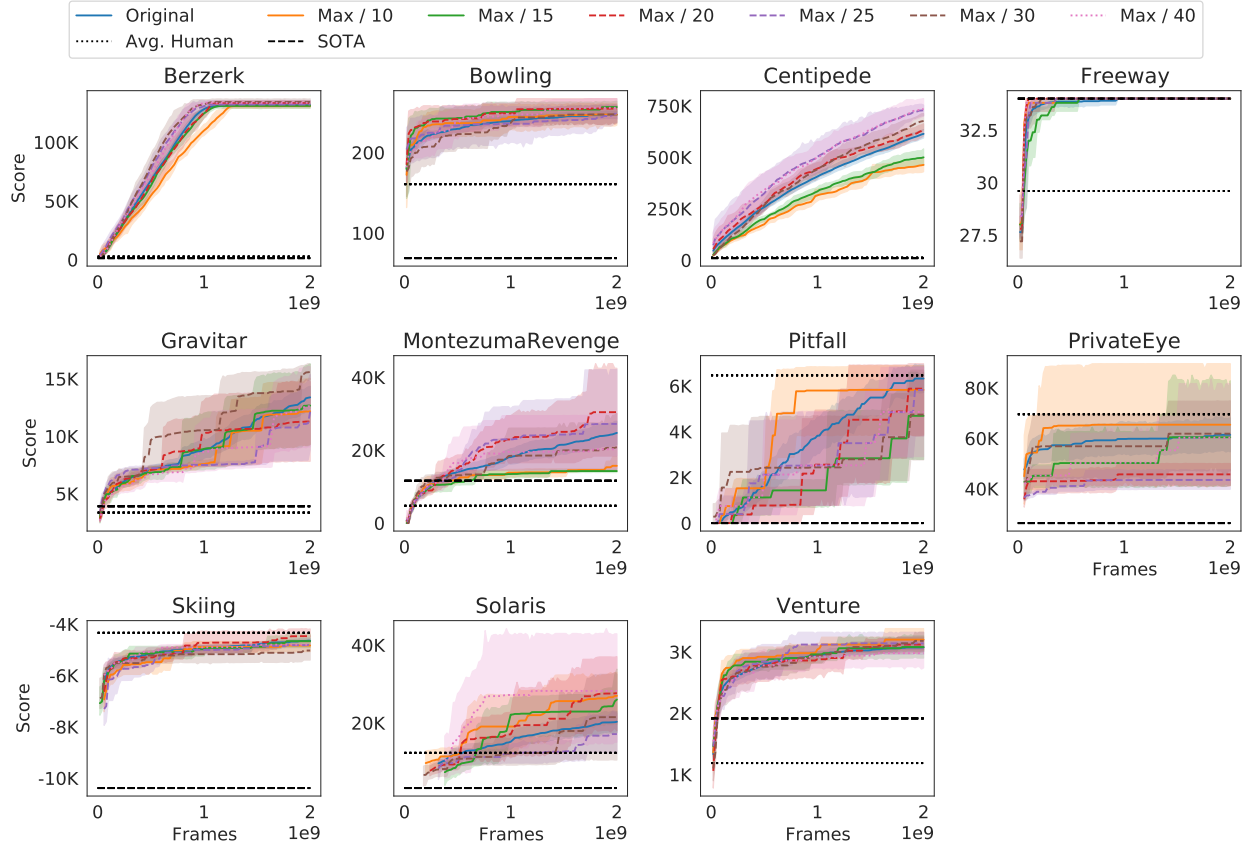 Original Max / 10 Max / 15 Max / 20 Max / 25 Max / 30 Max / 40
Avg. Human SOTA
Berzerk Bowling Centipede Freeway
Score
100K
50K
0
0 1 2
1e9
200
100
0 1 2
1e9
750K
500K
250K
0
0 1 2
1e9
32.5
30
27.5
0 1 2
1e9
Gravitar MontezumaRevenge Pitfall PrivateEye
Score
15K
10K
5K
0 1 2
1e9
40K
20K
0
0 1 2
1e9
6K
4K
2K
0
0 1 2
1e9
80K
60K
40K
0 1 2
Frames 1e9
Skiing Solaris Venture
Score
-4K
-6K
-8K
-10K
0 1 2
Frames 1e9
40K
20K
0 1 2
Frames 1e9
3K
2K
1K
0 1 2
Frames 1e9